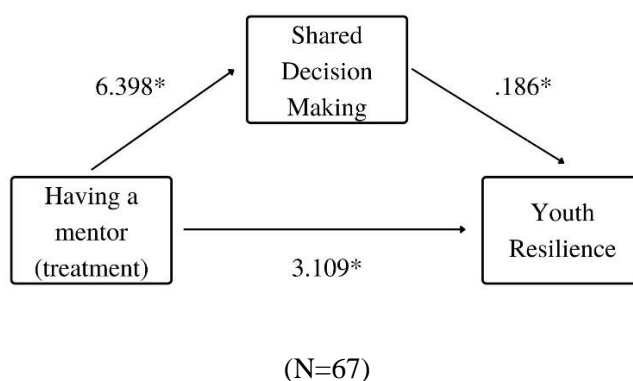 Shared
Decision
Making
6.398*
.186*
Having a
mentor
(treatment)
Youth
Resilience
3.109*
(N=67)